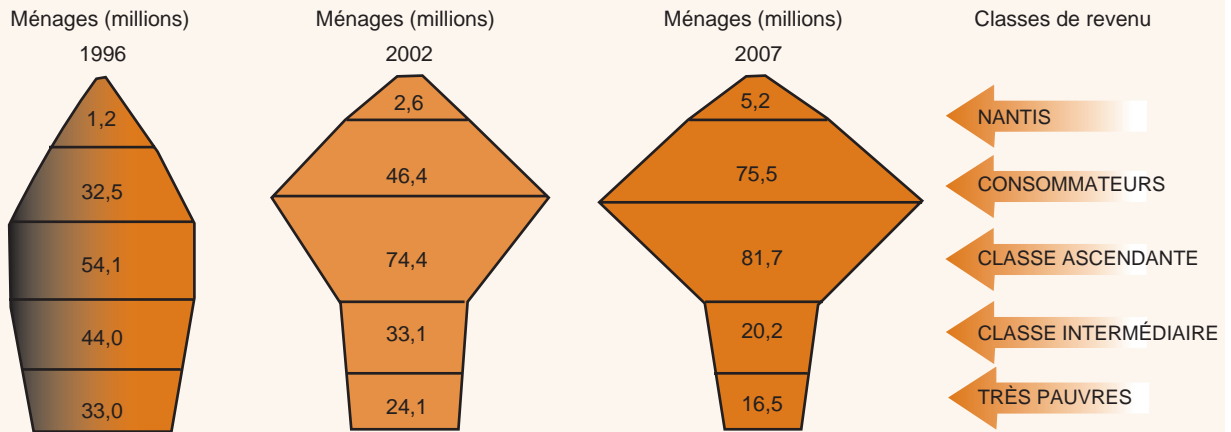 Ménages (millions) Ménages (millions) Ménages (millions) Classes de revenu
1996 2002 2007
1,2 2,6 5,2 NANTIS
32,5 46,4 75,5 CONSOMMATEURS
54,1 74,4 81,7 CLASSE ASCENDANTE
44,0 33,1 20,2 CLASSE INTERMÉDIAIRE
33,0 24,1 16,5 TRÈS PAUVRES